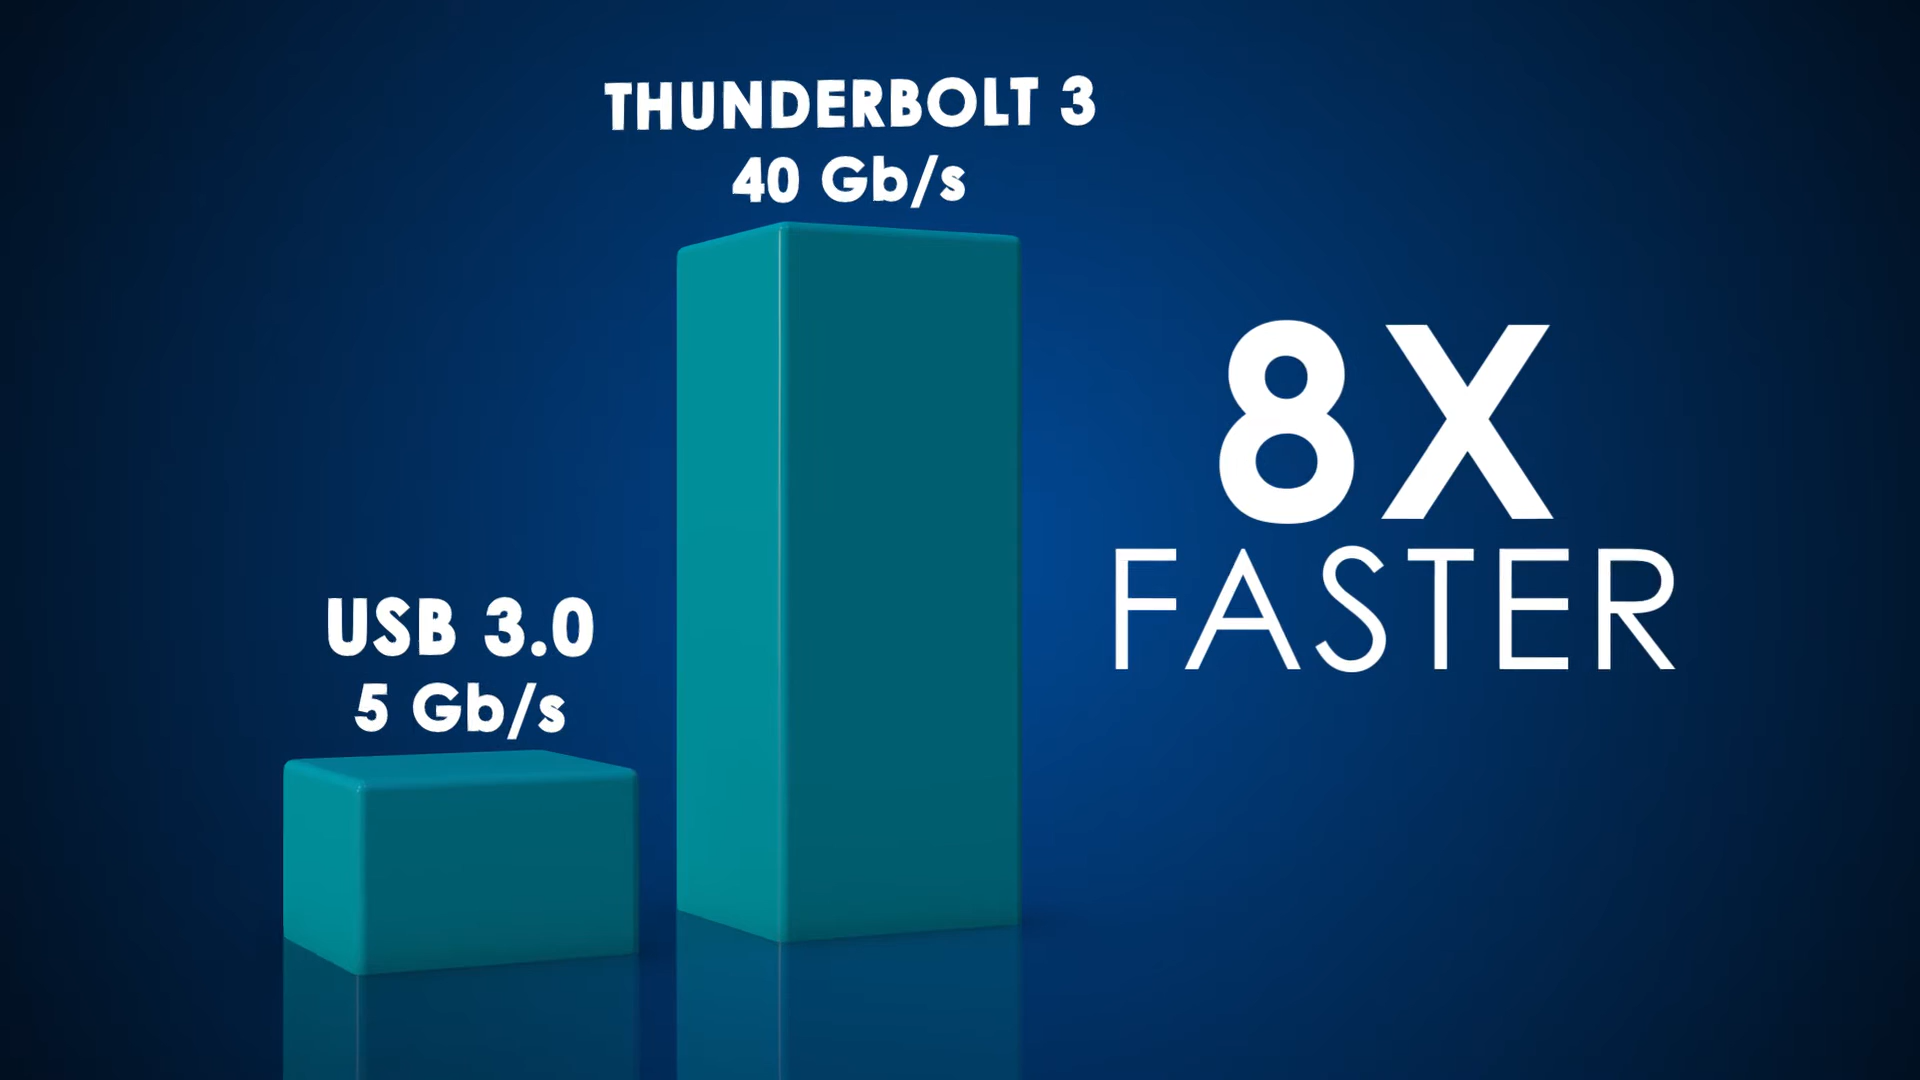 THUNDERBOLT 3
40 Gb/s
USB 3.0
5 Gb/s
8X
FASTER